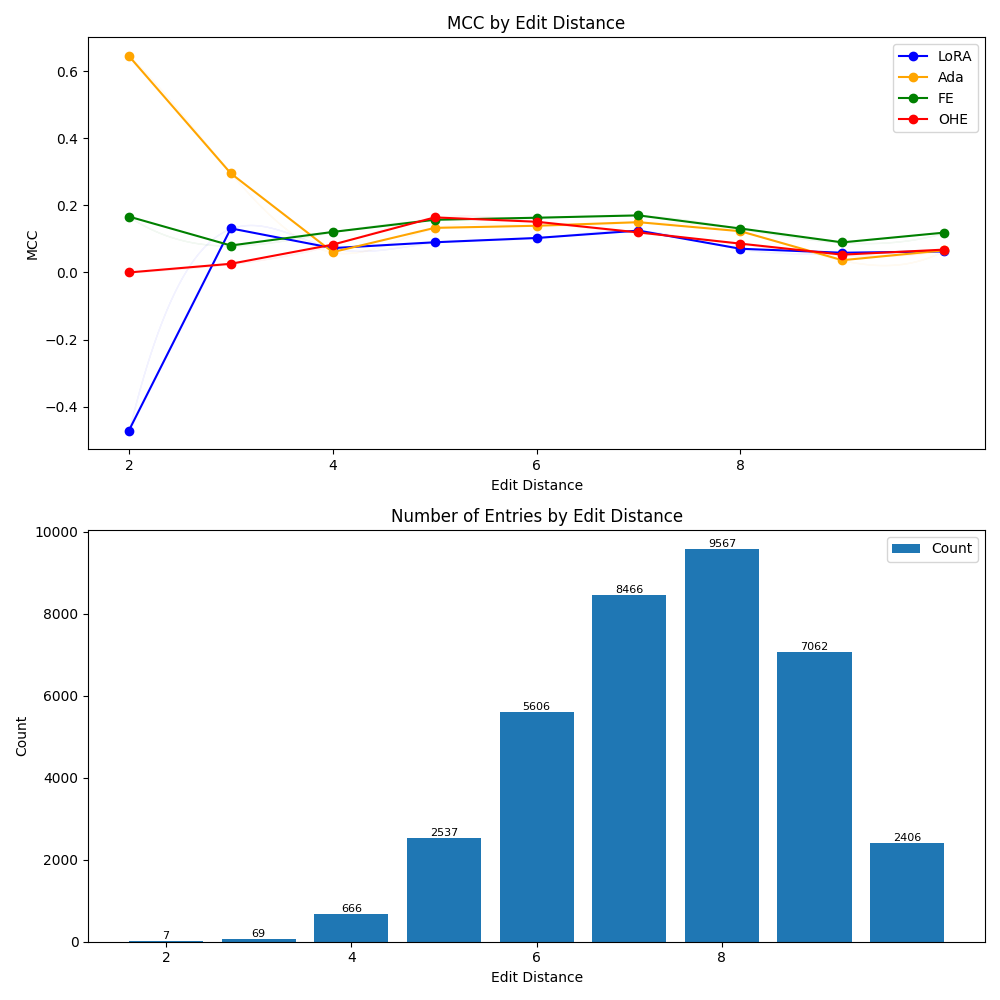 MCC by Edit Distance
0.6
0.4
0.2
0.0
−0.2
−0.4
MCC
LoRA
Ada
FE
OHE
2
4
6
8
Edit Distance
Number of Entries by Edit Distance
10000
8000
6000
4000
2000
0
Count
Count
7
69
666
2537
5606
8466
9567
7062
2406
2
4
6
8
Edit Distance